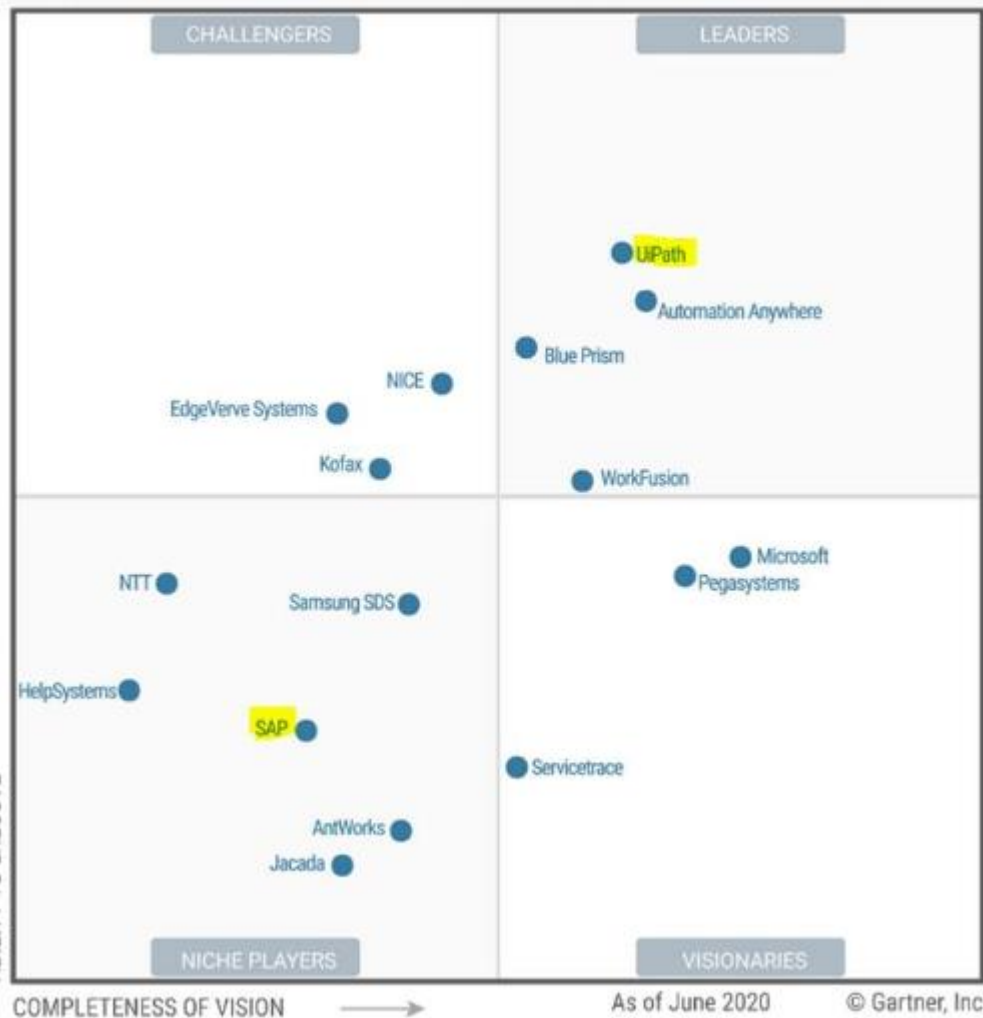 CHALLENGERS
LEADERS
UiPath
Automation Anywhere
Blue Prism
NICE
EdgeVerve Systems
Kofax
WorkFusion
Microsoft
Pegasystems
NTT
Samsung SDS
HelpSystems
SAP
Servicetrace
AntWorks
Jacada
NICHE PLAYERS
VISIONARIES
COMPLETENESS OF VISION
As of June 2020
© Gartner, Inc